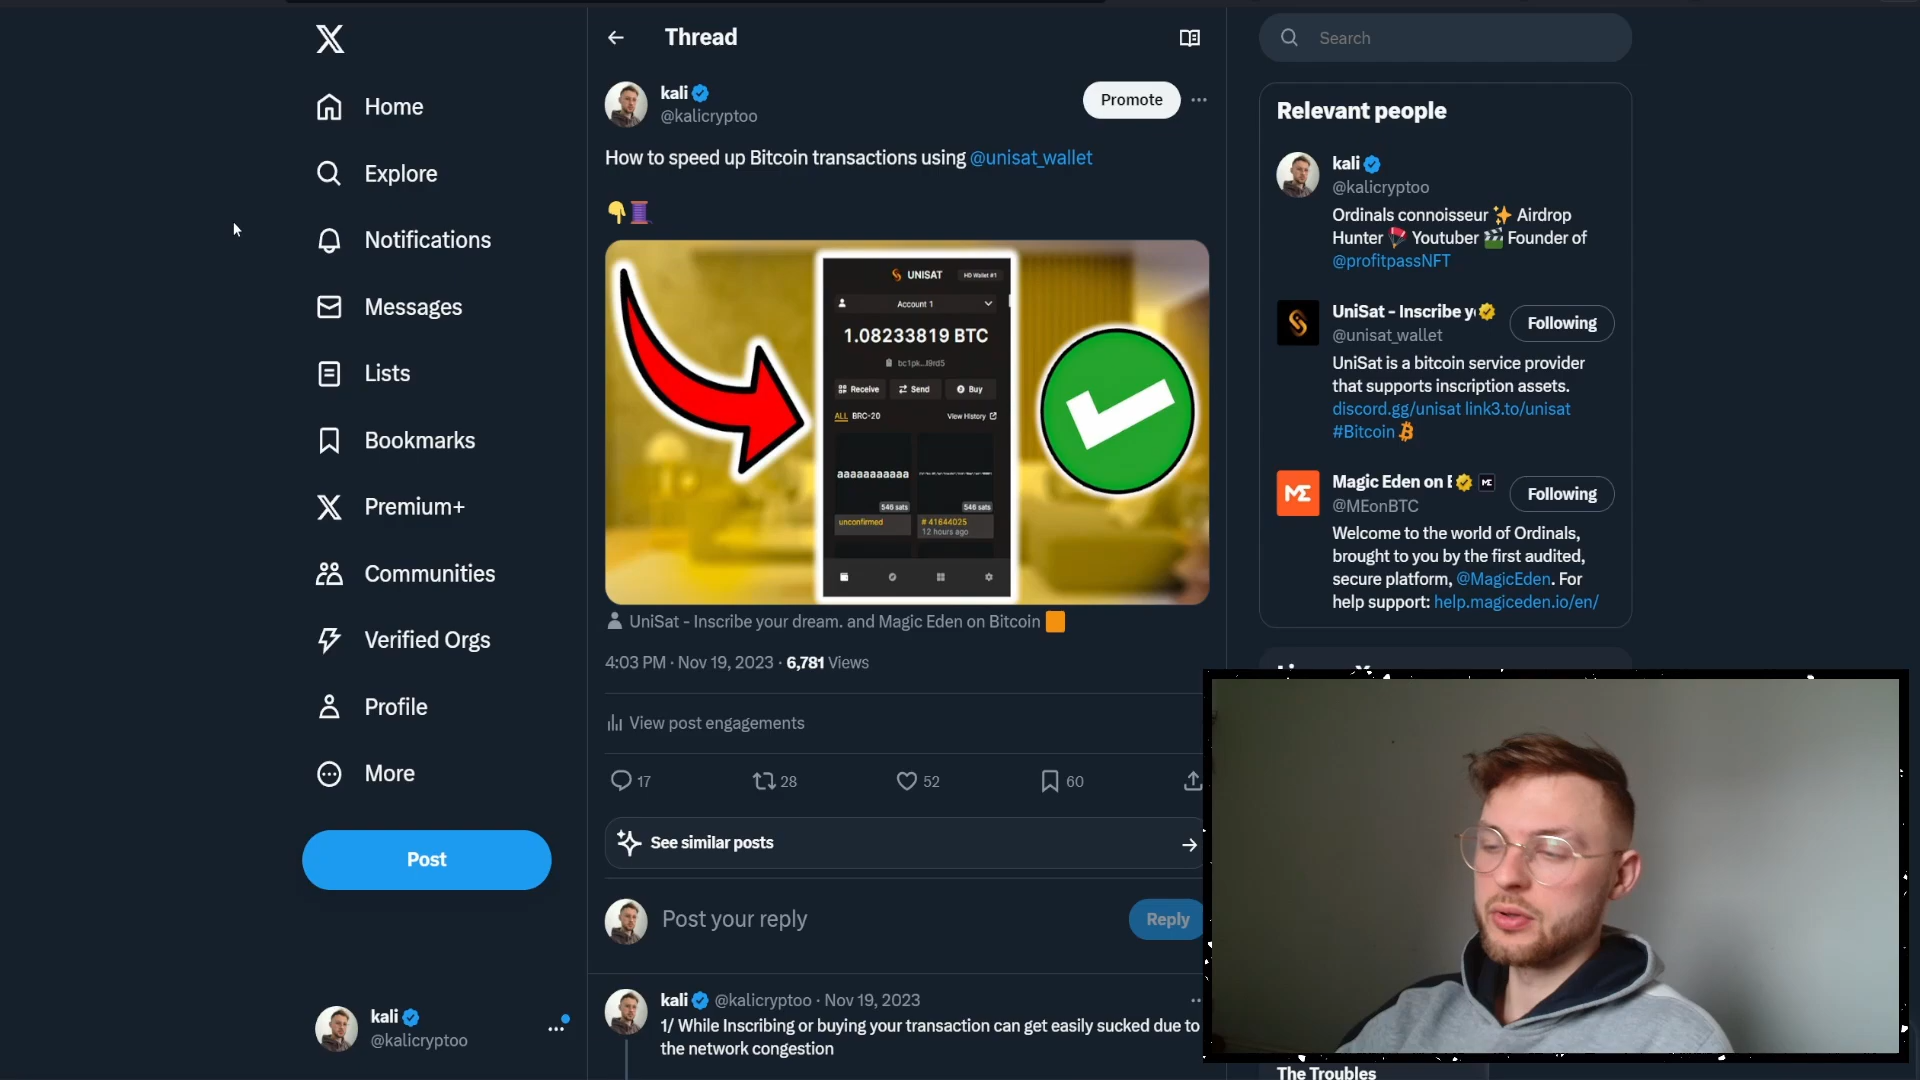 Home
Explore
Notifications
Messages
Lists
Bookmarks
Premium+
Communities
Verified Orgs
Profile
More
Post
kali
@kalicryptoo
Thread
kali
@kalicryptoo
Promote
How to speed up Bitcoin transactions using @unisat_wallet
UNISAT
HD Wallet #1
Account 1
1.08233819 BTC
Receive
Send
Buy
ALL BRC-20
View History
aaaaaaaaaaa
546 sats
546 sats
unconfirmed
# 41644025
12 hours ago
UniSat - Inscribe your dream. and Magic Eden on Bitcoin
4:03 PM · Nov 19, 2023 · 6,781 Views
View post engagements
17
28
52
60
See similar posts
Post your reply
Reply
kali @kalicryptoo · Nov 19, 2023
1/ While Inscribing or buying your transaction can get easily sucked due to
the network congestion
Search
Relevant people
kali
@kalicryptoo
Ordinals connoisseur Airdrop
Hunter Youtuber Founder of
@profitpassNFT
UniSat - Inscribe
@unisat_wallet
Following
UniSat is a bitcoin service provider
that supports inscription assets.
discord.gg/unisat link3.to/unisat
#Bitcoin
ME
Magic Eden on
@MEonBTC
Following
Welcome to the world of Ordinals,
brought to you by the first audited,
secure platform, @MagicEden. For
help support: help.magiceden.io/en/
The Troubles